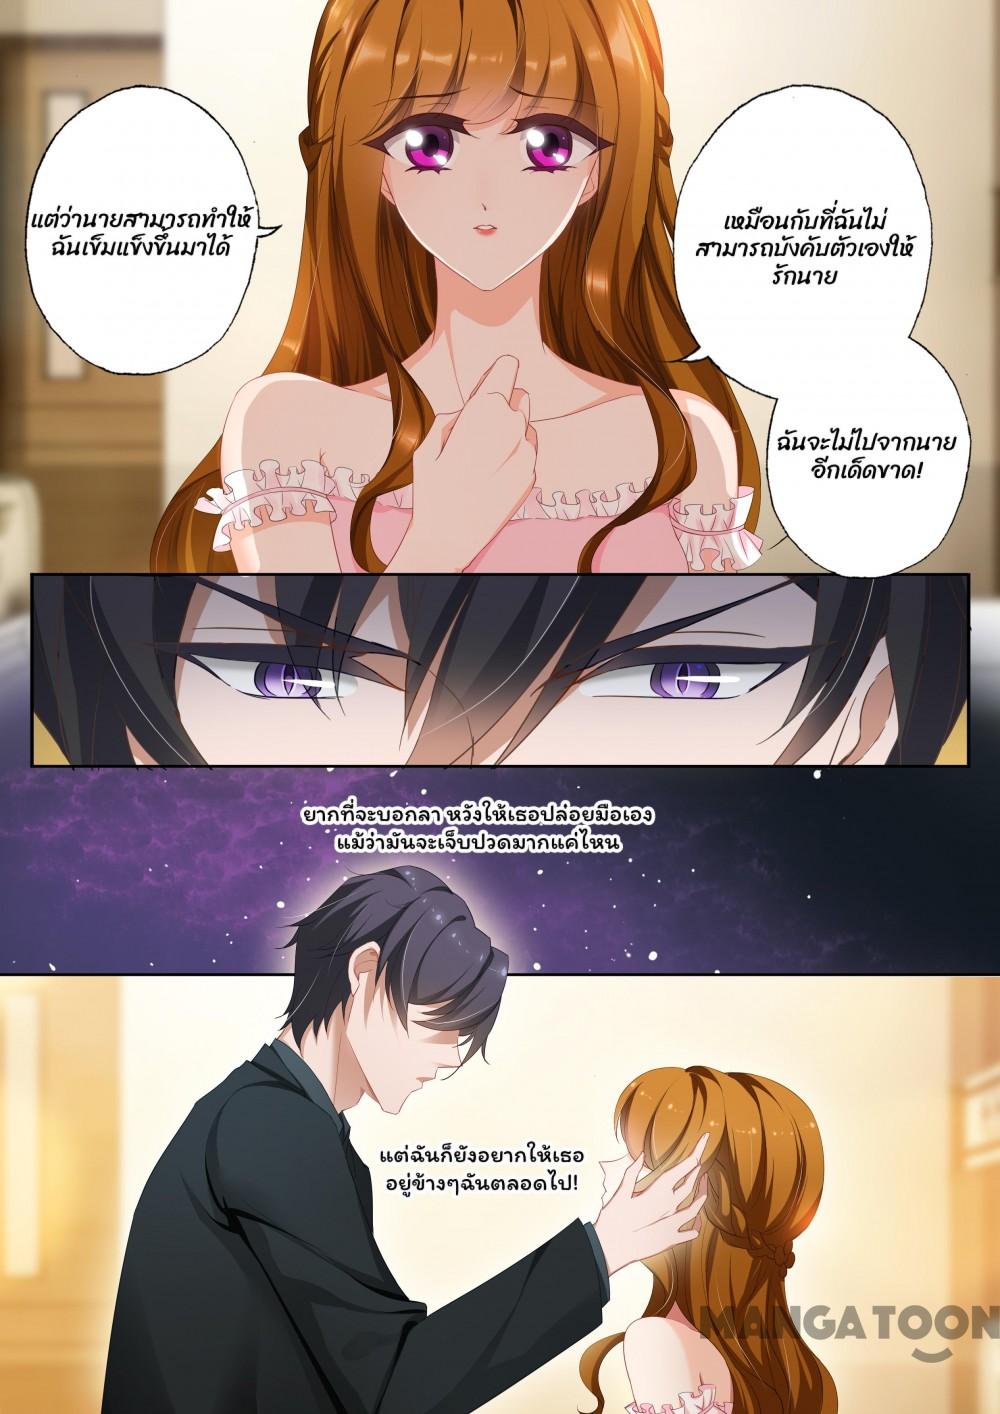 แต่ว่านายสามารถทำให้
ฉันเข้มแข็งขึ้นมาได้
เหมือนกับที่ฉันไม่
สามารถบังคับตัวเองให้
รักนาย
ฉันจะไม่ไปจากนาย
อีกเด็ดขาด!
ยากที่จะบอกลา หวังให้เธอปล่อยมือเอง
แม้ว่ามันจะเจ็บปวดมากแค่ไหน
แต่ฉันก็ยังอยากให้เธอ
อยู่ข้างๆฉันตลอดไป!
MANGATOON